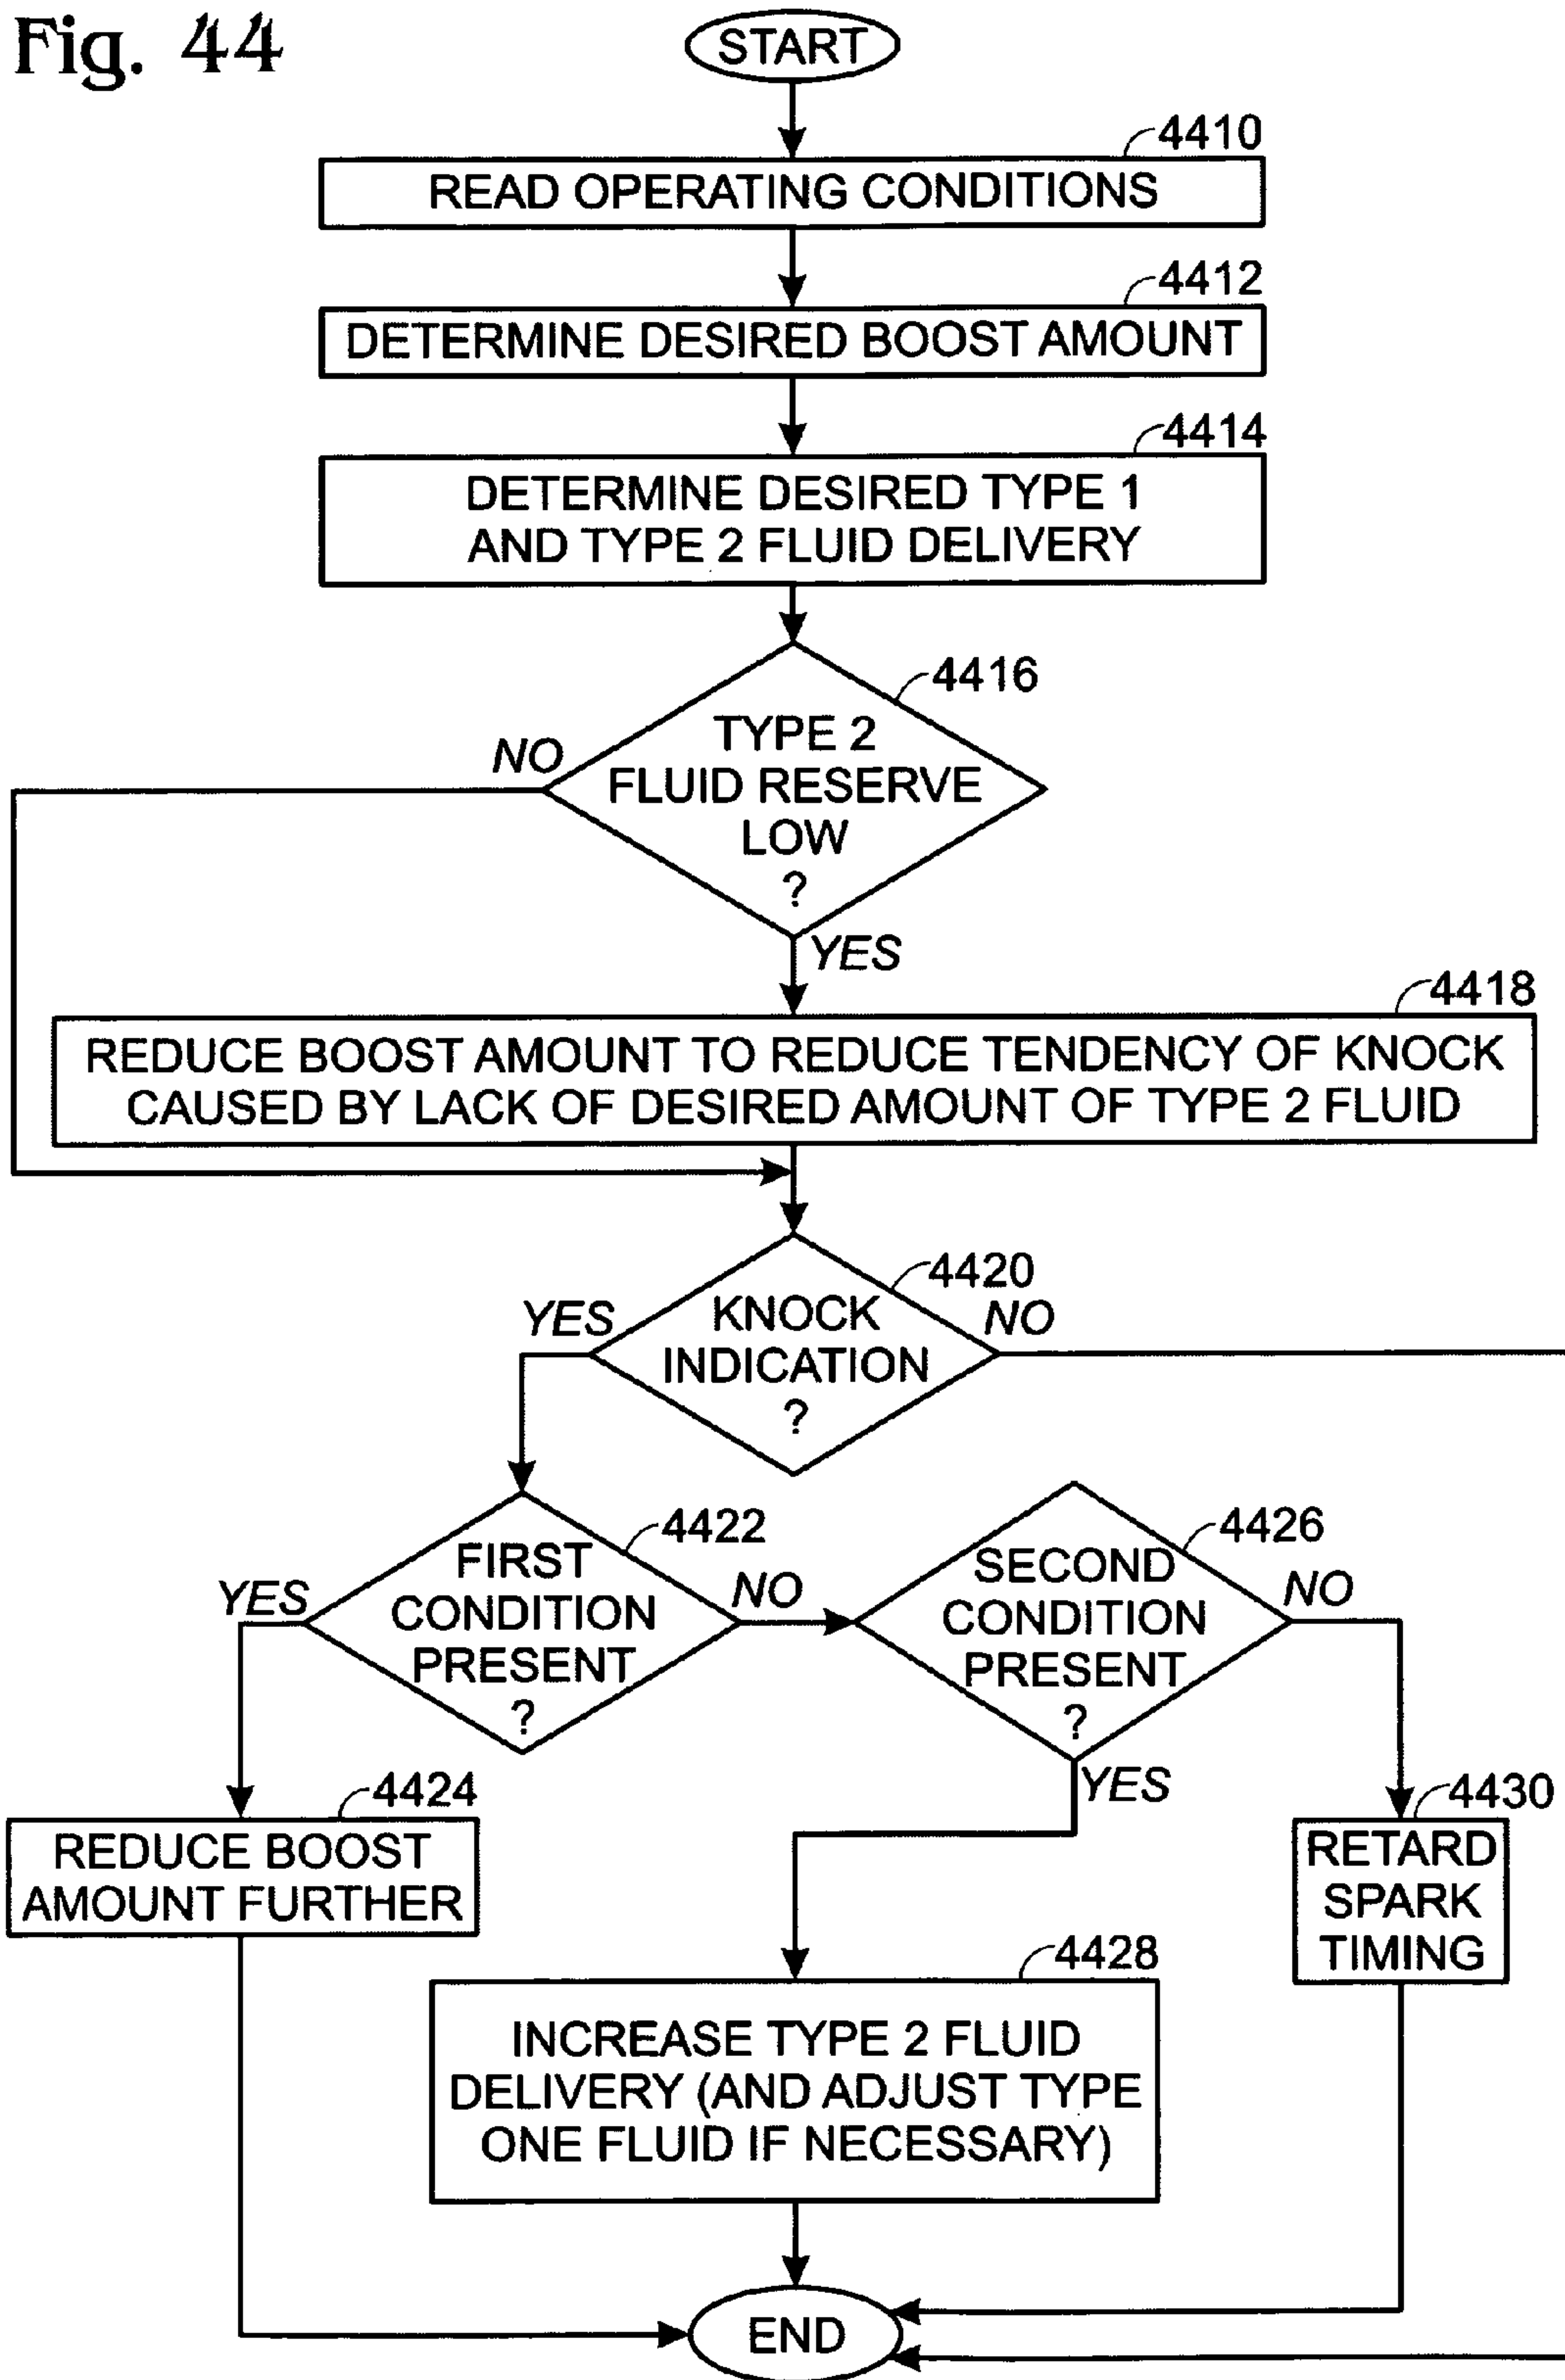 Fig. 44
START
4410
READ OPERATING CONDITIONS
4412
DETERMINE DESIRED BOOST AMOUNT
4414
DETERMINE DESIRED TYPE 1
AND TYPE 2 FLUID DELIVERY
4416
TYPE 2
FLUID RESERVE
LOW
?
NO
YES
4418
REDUCE BOOST AMOUNT TO REDUCE TENDENCY OF KNOCK
CAUSED BY LACK OF DESIRED AMOUNT OF TYPE 2 FLUID
4420
KNOCK
INDICATION
?
YES
NO
4422
FIRST
CONDITION
PRESENT
?
YES
NO
4426
SECOND
CONDITION
PRESENT
?
NO
YES
4424
REDUCE BOOST
AMOUNT FURTHER
4430
RETARD
SPARK
TIMING
4428
INCREASE TYPE 2 FLUID
DELIVERY (AND ADJUST TYPE
ONE FLUID IF NECESSARY)
END